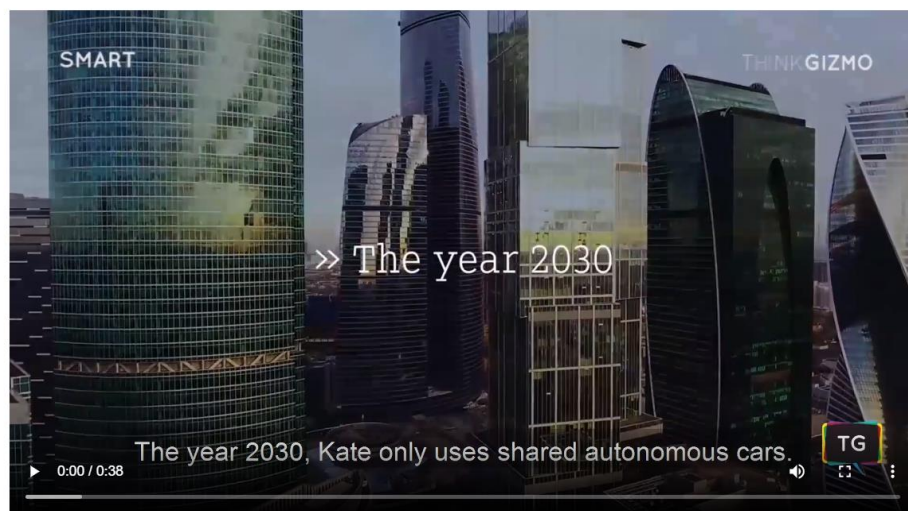 SMART
THINKGIZMO
» The year 2030
The year 2030, Kate only uses shared autonomous cars.
TG
0:00 / 0:38